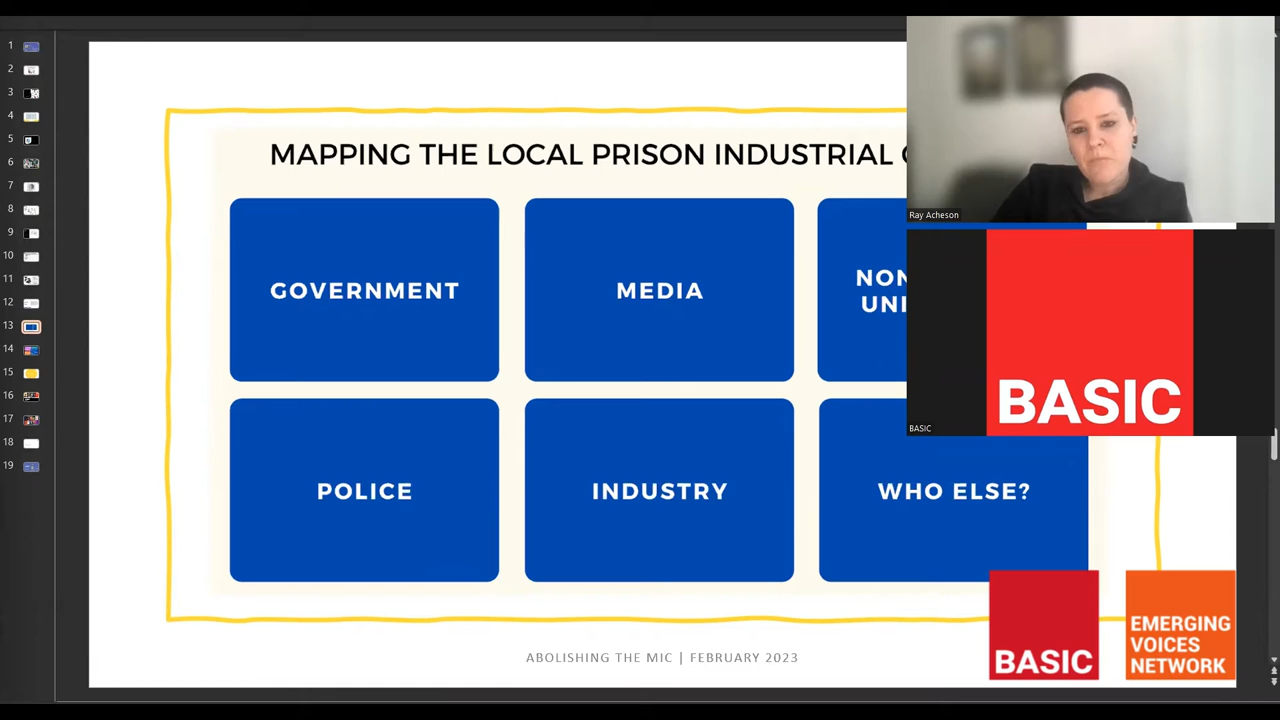 1
2
3
4
5
6
7
8
9
10
11
12
13
14
15
16
17
18
19
MAPPING THE LOCAL PRISON INDUSTRIAL
GOVERNMENT
MEDIA
NON
UNI
POLICE
INDUSTRY
WHO ELSE?
ABOLISHING THE MIC | FEBRUARY 2023
Ray Acheson
BASIC
BASIC
BASIC
EMERGING
VOICES
NETWORK